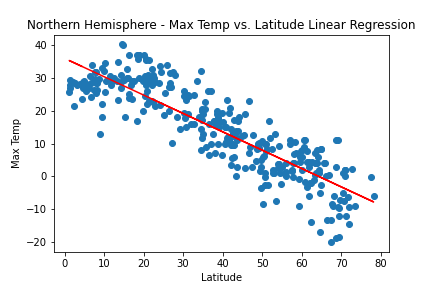 Northern Hemisphere - Max Temp vs. Latitude Linear Regression
40
30
20
10
0
−10
−20
Max Temp
0 10 20 30 40 50 60 70 80
Latitude